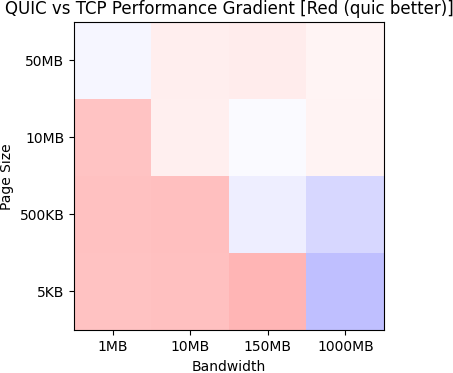 QUIC vs TCP Performance Gradient [Red (quic better)]
Page Size
50MB
10MB
500KB
5KB
1MB 10MB 150MB 1000MB
Bandwidth